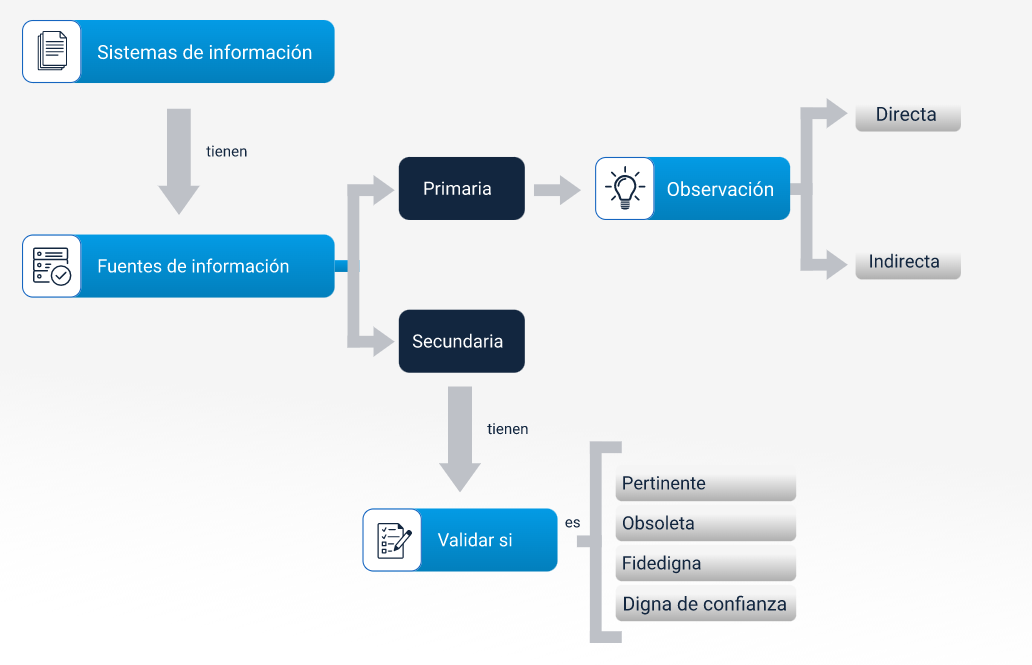 Sistemas de información
tienen
Fuentes de información
Primaria
Observación
Directa
Indirecta
Secundaria
tienen
Validar si
es
Pertinente
Obsoleta
Fidedigna
Digna de confianza